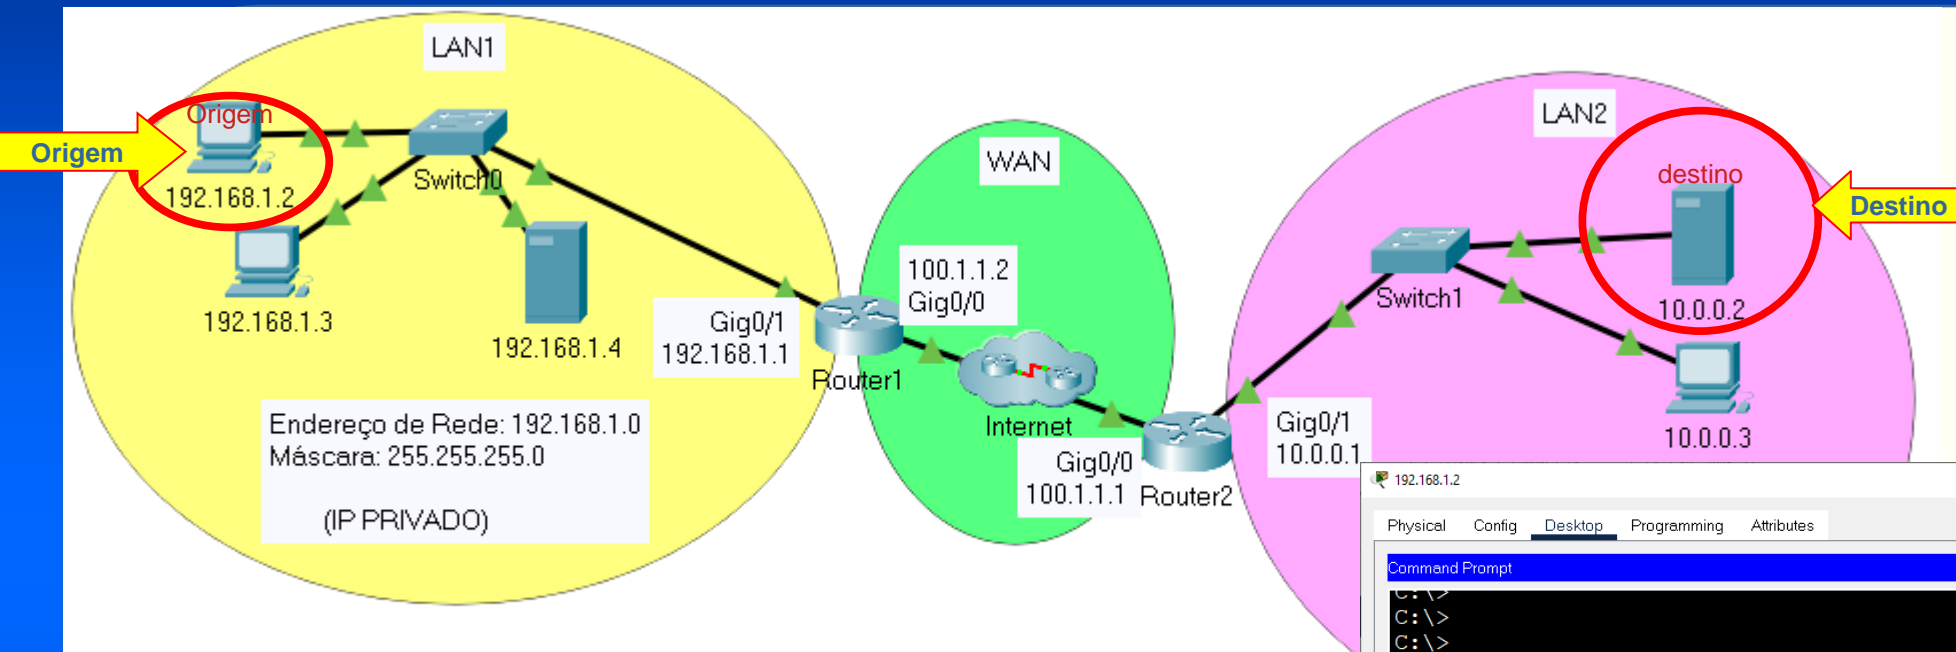 LAN1
Origem
Origem
192.168.1.2
Switch0
192.168.1.3
192.168.1.4
Gig0/1
192.168.1.1
Router1
Endereço de Rede: 192.168.1.0
Máscara: 255.255.255.0
(IP PRIVADO)
WAN
100.1.1.2
Gig0/0
Internet
Gig0/0
100.1.1.1
Router2
LAN2
destino
Destino
10.0.0.2
Switch1
10.0.0.3
Gig0/1
10.0.0.1
192.168.1.2
Physical Config Desktop Programming Attributes
Command Prompt
C:\>
C:\>
C:\>